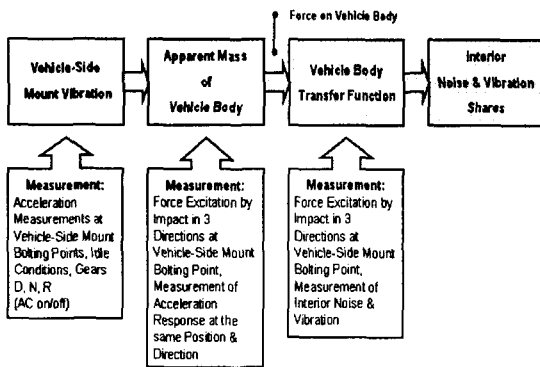 Force on Vehicle Body
Vehicle-Side
Mount Vibration
Apparent Mass
of
Vehicle Body
Vehicle Body
Transfer Function
Interior
Noise & Vibration
Shares
Measurement:
Acceleration
Measurements at
Vehicle-Side Mount
Bolting Points, Idle
Conditions, Gears
D, N, R
(AC on/off)
Measurement:
Force Excitation by
Impact in 3
Directions at
Vehicle-Side Mount
Bolting Point,
Measurement of
Acceleration
Response at the
same Position &
Direction
Measurement:
Force Excitation by
Impact in 3
Directions at
Vehicle-Side Mount
Bolting Point,
Measurement of
Interior Noise &
Vibration